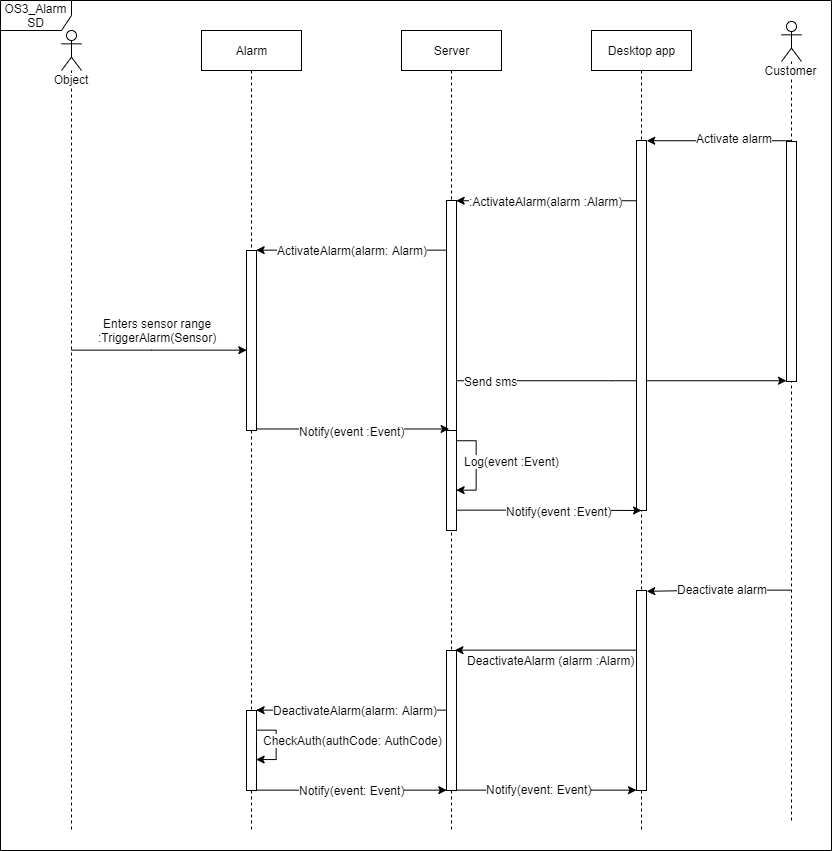 OS3_Alarm
SD
Object
Alarm
Server
Desktop app
Customer
Activate alarm
:ActivateAlarm(alarm :Alarm)
ActivateAlarm(alarm: Alarm)
Enters sensor range
:TriggerAlarm(Sensor)
Send sms
Notify(event :Event)
Log(event :Event)
Notify(event :Event)
Deactivate alarm
DeactivateAlarm (alarm :Alarm)
DeactivateAlarm(alarm: Alarm)
CheckAuth(authCode: AuthCode)
Notify(event: Event)
Notify(event: Event)